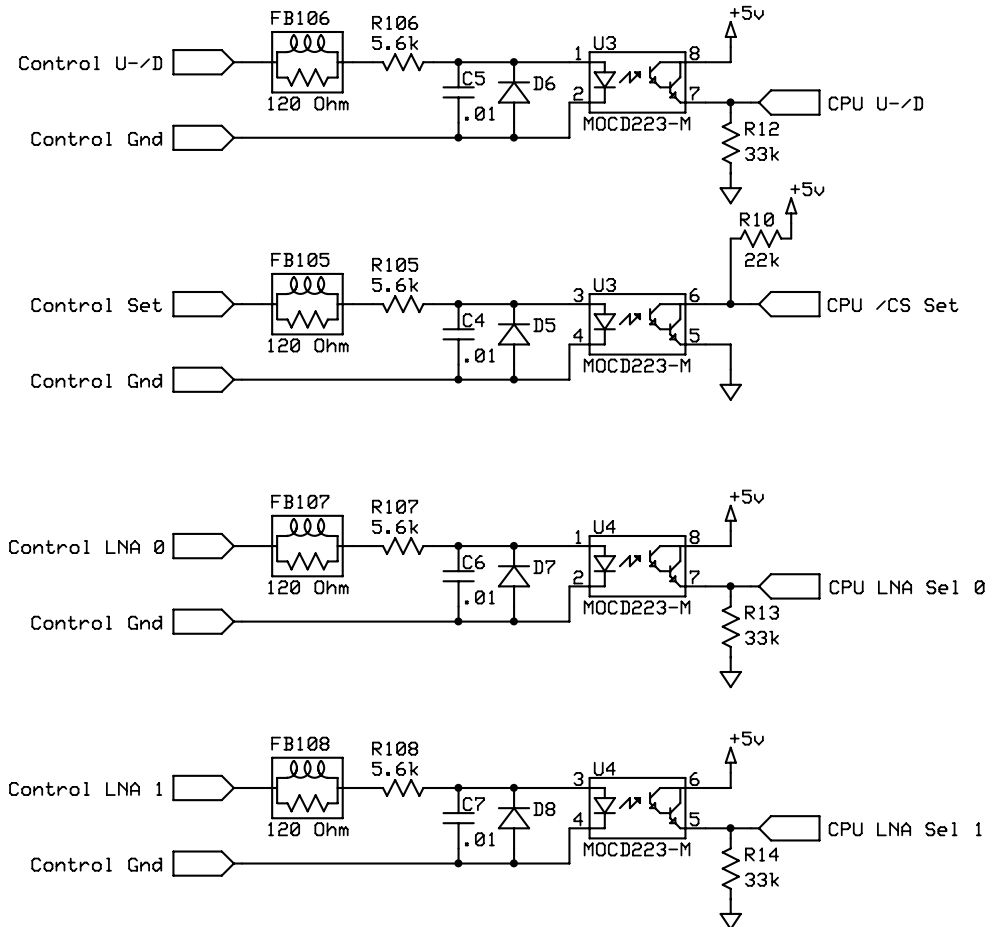 FB106
R106
5.6k
+5v
Control U-/D
1
U3
8
C5
D6
.01
2
7
CPU U-/D
120 Ohm
MOCD223-M
Control Gnd
R12
33k
+5v
R10
22k
FB105
R105
5.6k
Control Set
3
U3
6
CPU /CS Set
C4
D5
.01
4
5
120 Ohm
MOCD223-M
Control Gnd
FB107
R107
5.6k
+5v
Control LNA 0
1
U4
8
C6
D7
.01
2
7
CPU LNA Sel 0
120 Ohm
MOCD223-M
Control Gnd
R13
33k
FB108
R108
5.6k
+5v
Control LNA 1
3
U4
6
C7
D8
.01
4
5
CPU LNA Sel 1
120 Ohm
MOCD223-M
Control Gnd
R14
33k